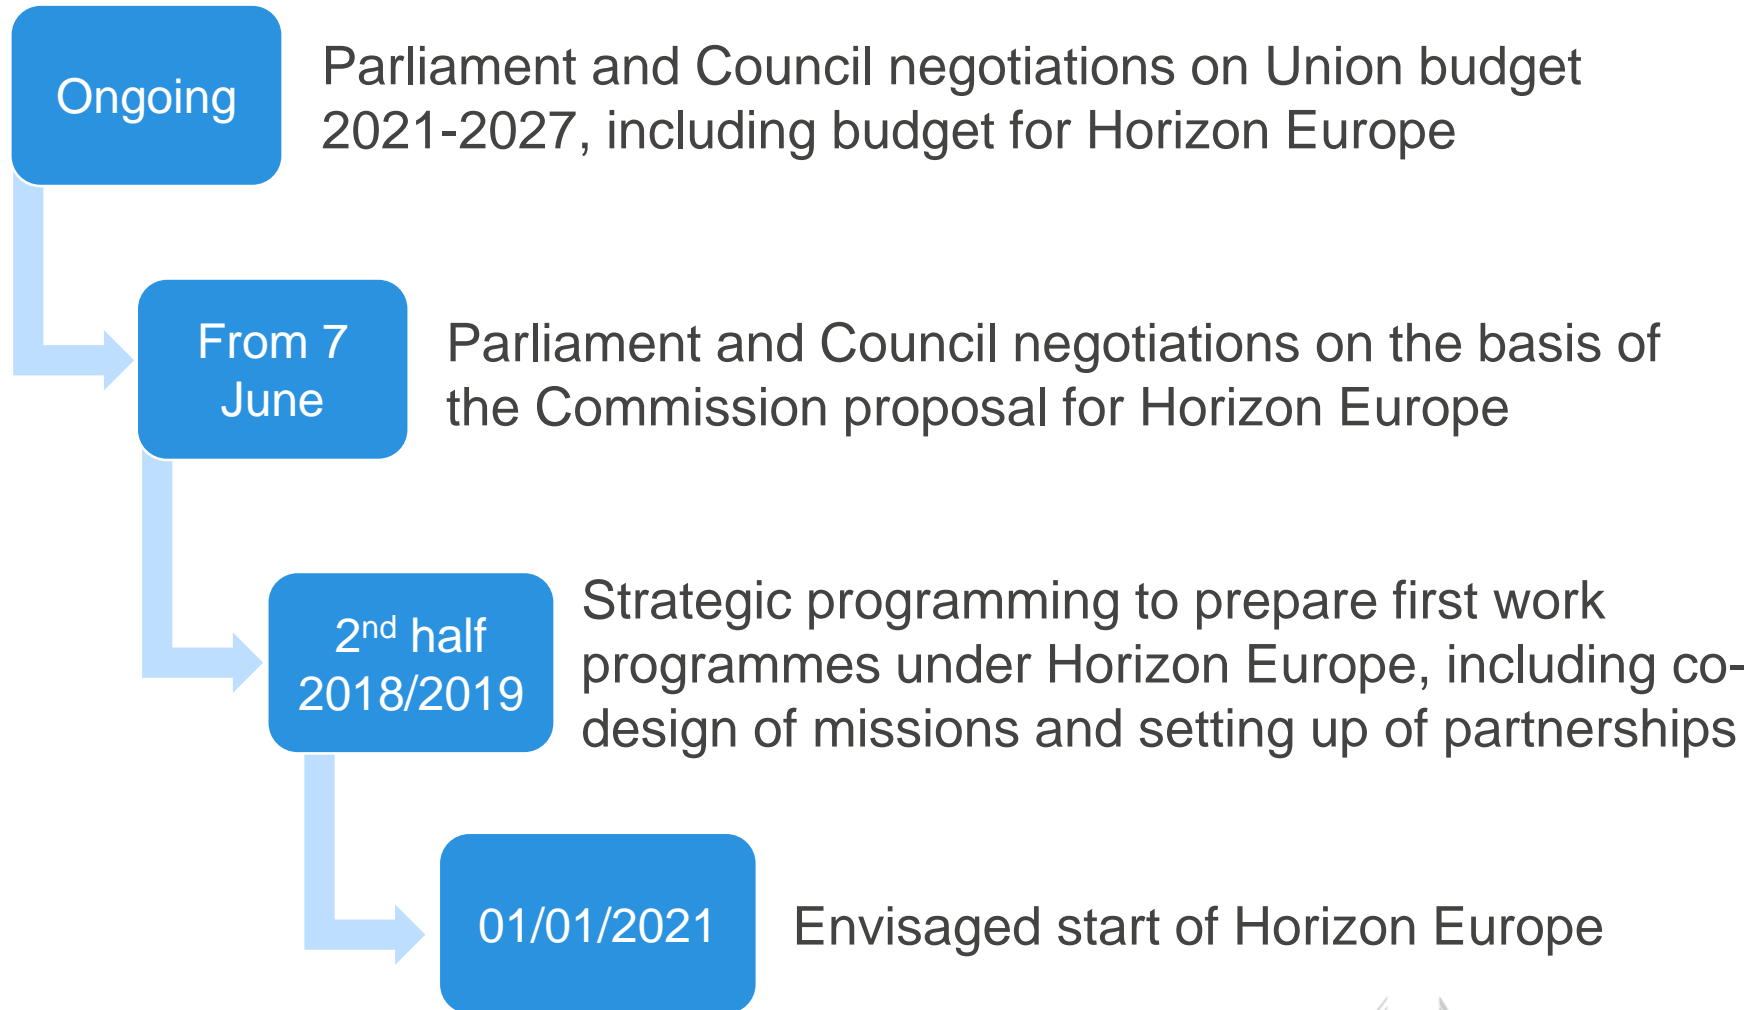 Ongoing
Parliament and Council negotiations on Union budget
2021-2027, including budget for Horizon Europe
From 7
June
Parliament and Council negotiations on the basis of
the Commission proposal for Horizon Europe
2nd half
2018/2019
Strategic programming to prepare first work
programmes under Horizon Europe, including co-
design of missions and setting up of partnerships
01/01/2021
Envisaged start of Horizon Europe